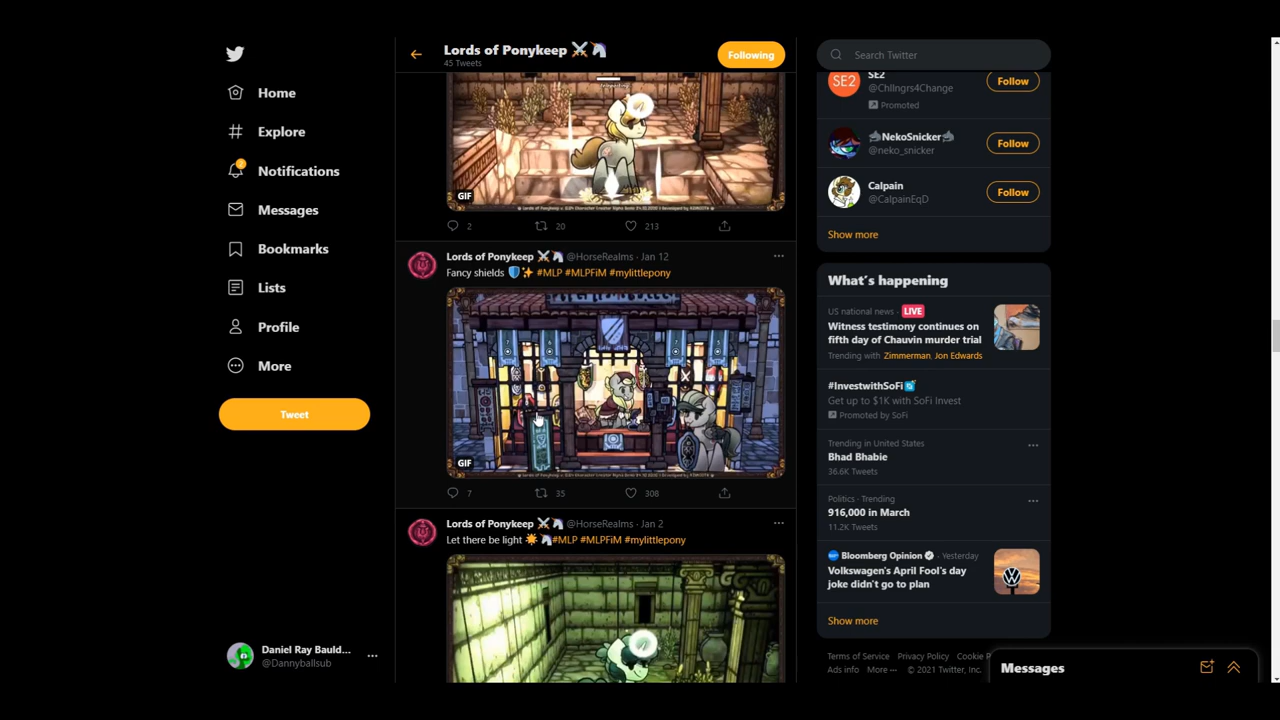 Home
Explore
2
Notifications
Messages
Bookmarks
Lists
Profile
More
Tweet
Daniel Ray Bauld...
@Dannyballsub
Lords of Ponykeep
45 Tweets
Following
GIF
2
20
213
Lords of Ponykeep @HorseRealms · Jan 12
Fancy shields #MLP #MLPFiM #mylittlepony
GIF
7
35
308
Lords of Ponykeep @HorseRealms · Jan 2
Let there be light #MLP #MLPFiM #mylittlepony
Search Twitter
SE2
SE2
@Chllngrs4Change
Promoted
Follow
NekoSnicker
@neko_snicker
Follow
Calpain
@CalpainEqD
Follow
Show more
What's happening
US national news · LIVE
Witness testimony continues on
fifth day of Chauvin murder trial
Trending with Zimmerman, Jon Edwards
#InvestwithSoFi
Get up to $1K with SoFi Invest
Promoted by SoFi
Trending in United States
Bhad Bhabie
36.6K Tweets
Politics · Trending
916,000 in March
11.2K Tweets
Bloomberg Opinion · Yesterday
Volkswagen's April Fool's day
joke didn't go to plan
Show more
Terms of Service Privacy Policy Cookie
Ad info More ··· © 2021 Twitter, Inc.
Messages